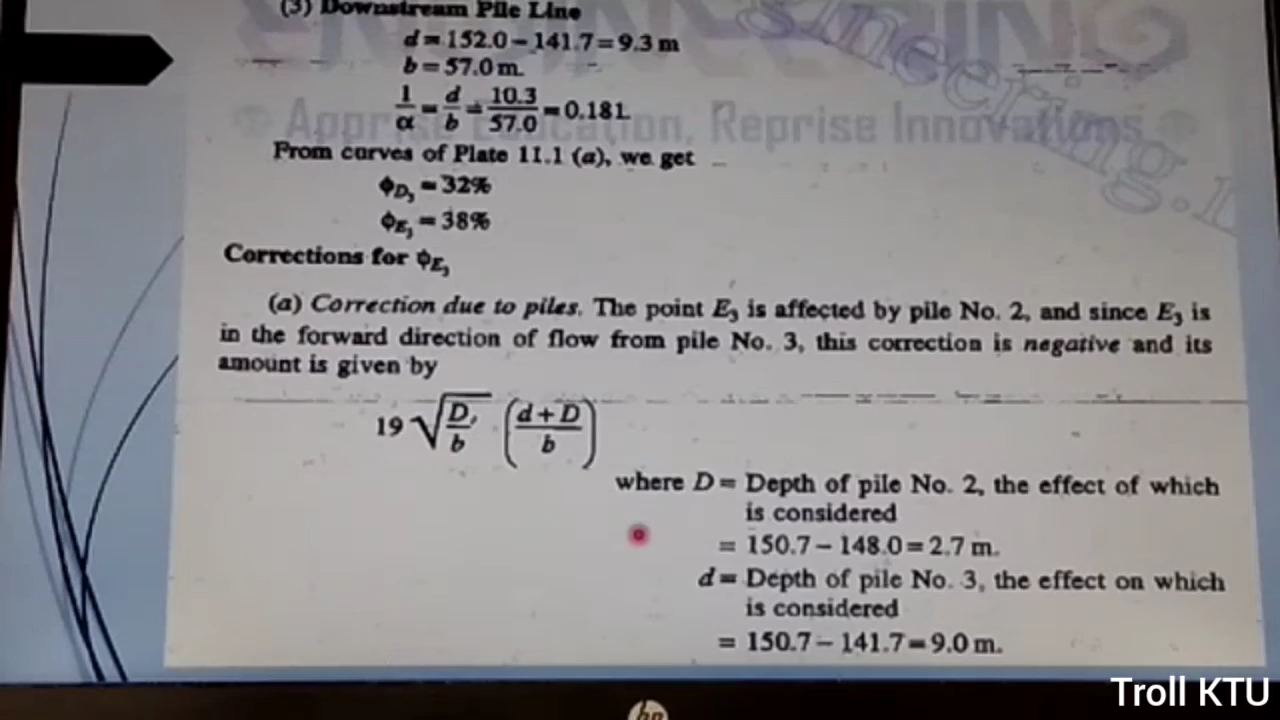 (3) Downstream Pile Line
d = 152.0 – 141.7 = 9.3 m
b = 57.0 m.
1/α = d/b = 10.3/57.0 = 0.181.
From curves of Plate 11.1 (a), we get
ΦD₃ = 32%
ΦE₃ = 38%
Corrections for ΦE₃
(a) Correction due to piles. The point E₃ is affected by pile No. 2, and since E₃ is
in the forward direction of flow from pile No. 3, this correction is negative and its
amount is given by
19 √(D/b) ((d + D)/b)
where D = Depth of pile No. 2, the effect of which
is considered
= 150.7 – 148.0 = 2.7 m.
d = Depth of pile No. 3, the effect on which
is considered
= 150.7 – 141.7 = 9.0 m.
Reprise Innovations
Troll KTU
hp